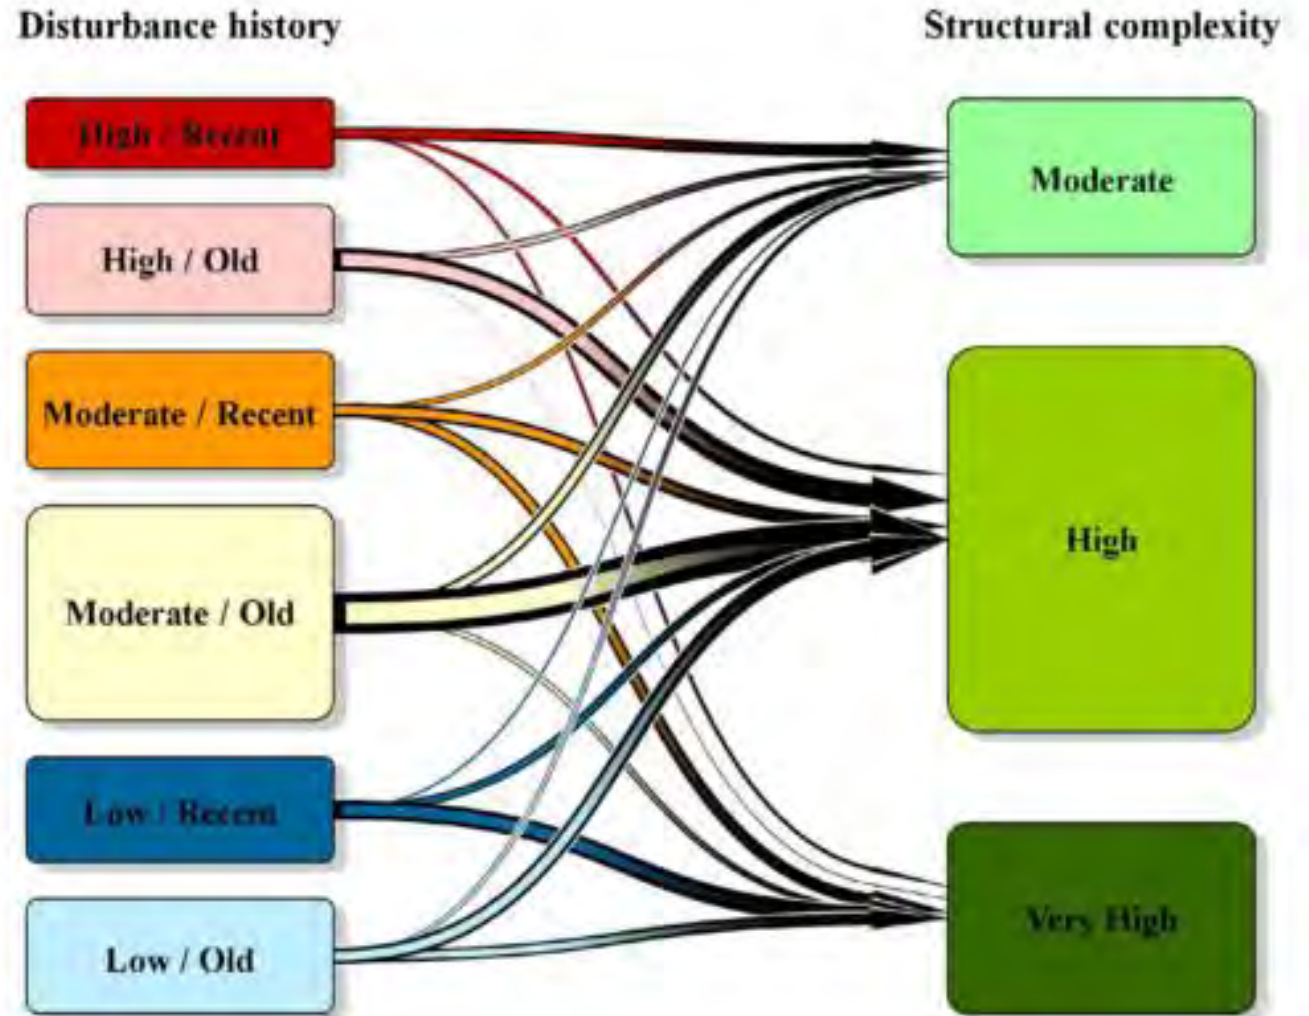 Disturbance history
Structural complexity
High / Recent
High / Old
Moderate / Recent
Moderate / Old
Low / Recent
Low / Old
Moderate
High
Very High